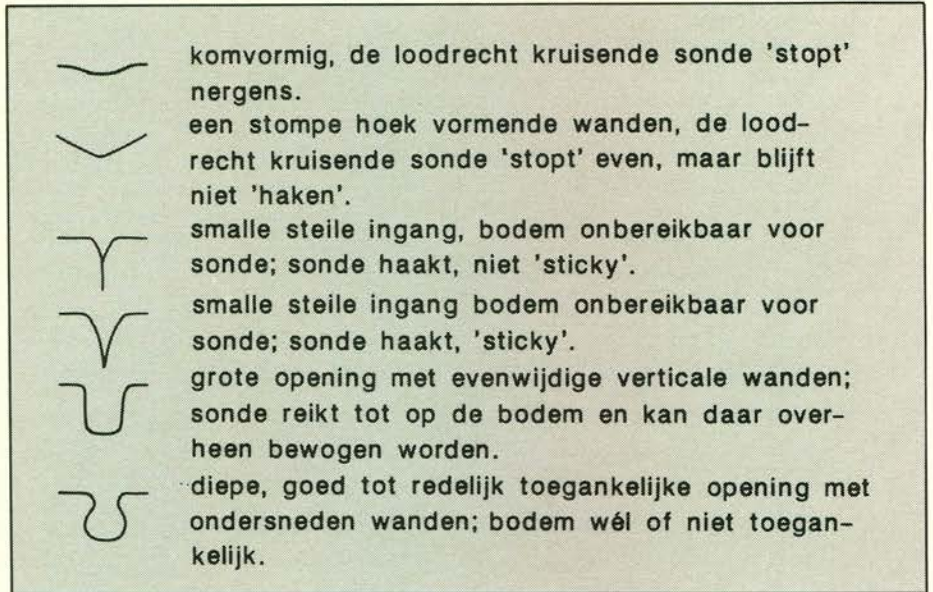 komvormig, de loodrecht kruisende sonde 'stopt'
nergens.
een stompe hoek vormende wanden, de lood-
recht kruisende sonde 'stopt' even, maar blijft
niet 'haken'.
smalle steile ingang, bodem onbereikbaar voor
sonde; sonde haakt, niet 'sticky'.
smalle steile ingang bodem onbereikbaar voor
sonde; sonde haakt, 'sticky'.
grote opening met evenwijdige verticale wanden;
sonde reikt tot op de bodem en kan daar over-
heen bewogen worden.
diepe, goed tot redelijk toegankelijke opening met
ondersneden wanden; bodem wél of niet toegan-
kelijk.